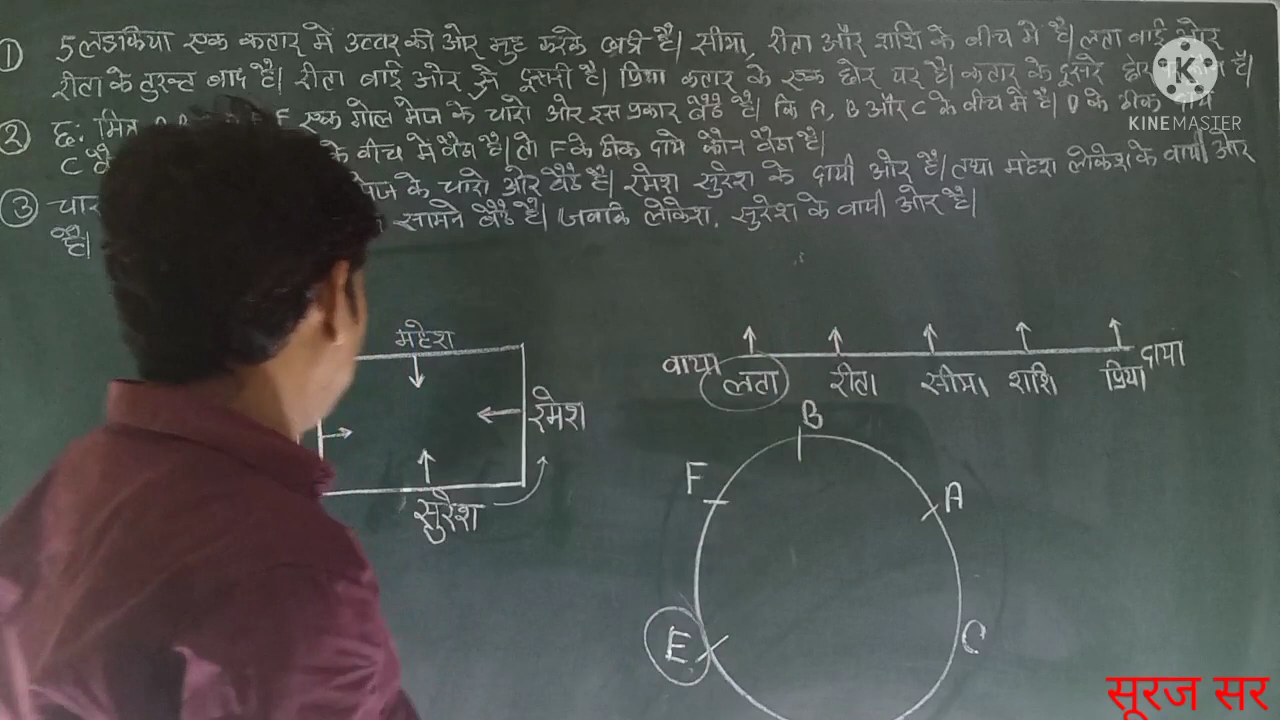 ① 5 लडकिया एक कतार में उत्तर की ओर मुह करके खड़ी है। सीमा, रीता और शशि के बीच में है। लता बाई ओर
रीता के तुरन्त बाद है। रीता बाई ओर से दूसरी है। प्रिया कतार के एक छोर पर है। कतार के दूसरे छोर है।
② छः मित्र F एक गोल मेज के चारो ओर इस प्रकार बैठे है। कि A, B और C के बीच में है। D के ठीक
C के बीच में बैठा है। तो F के ठीक दाये कौन बैठा है।
③ चार मेज के चारो ओर बैठे है। रमेश सुरेश के दायी ओर है। तथा महेश लोकेश के बायी ओर
सामने बैठे है। जबकि लोकेश, सुरेश के बायी ओर है।
है।
K
KINEMASTER
महेश
रमेश
सुरेश
बाया दाया
लता रीता सीमा शशि प्रिया
B
F A
E C
सूरज सर